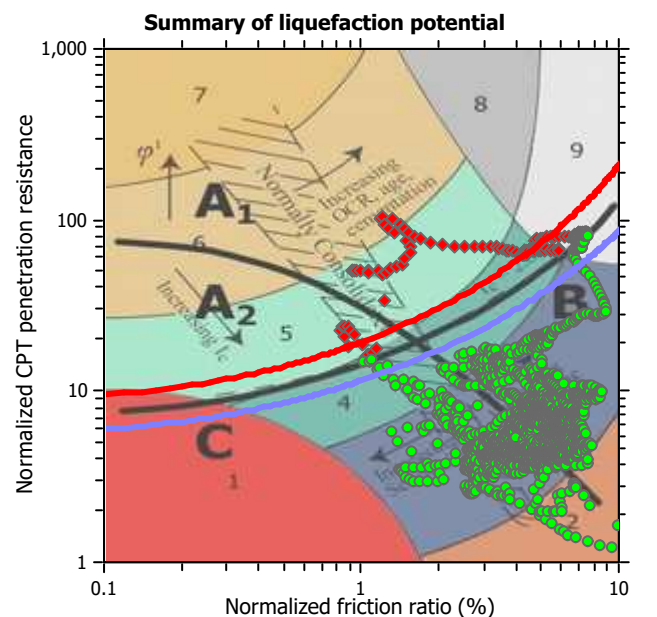 Summary of liquefaction potential
1,000
100
10
1
0.1
1
10
Normalized CPT penetration resistance
Normalized friction ratio (%)
7
8
9
φ'
Increasing
OCR, age,
cementation
Normally
A1
6
A2
Increasing Ic
5
B
4
C
1
2